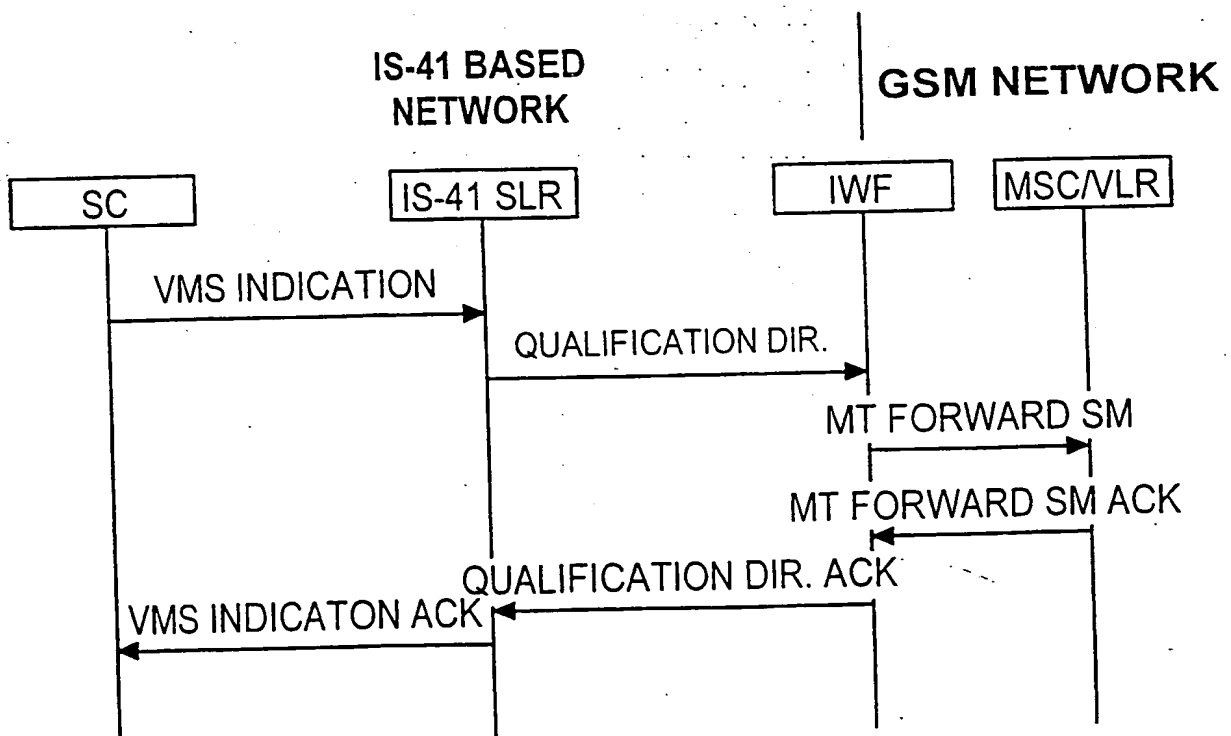 IS-41 BASED
NETWORK
GSM NETWORK
SC
IS-41 SLR
IWF
MSC/VLR
VMS INDICATION
QUALIFICATION DIR.
MT FORWARD SM
MT FORWARD SM ACK
QUALIFICATION DIR. ACK
VMS INDICATON ACK